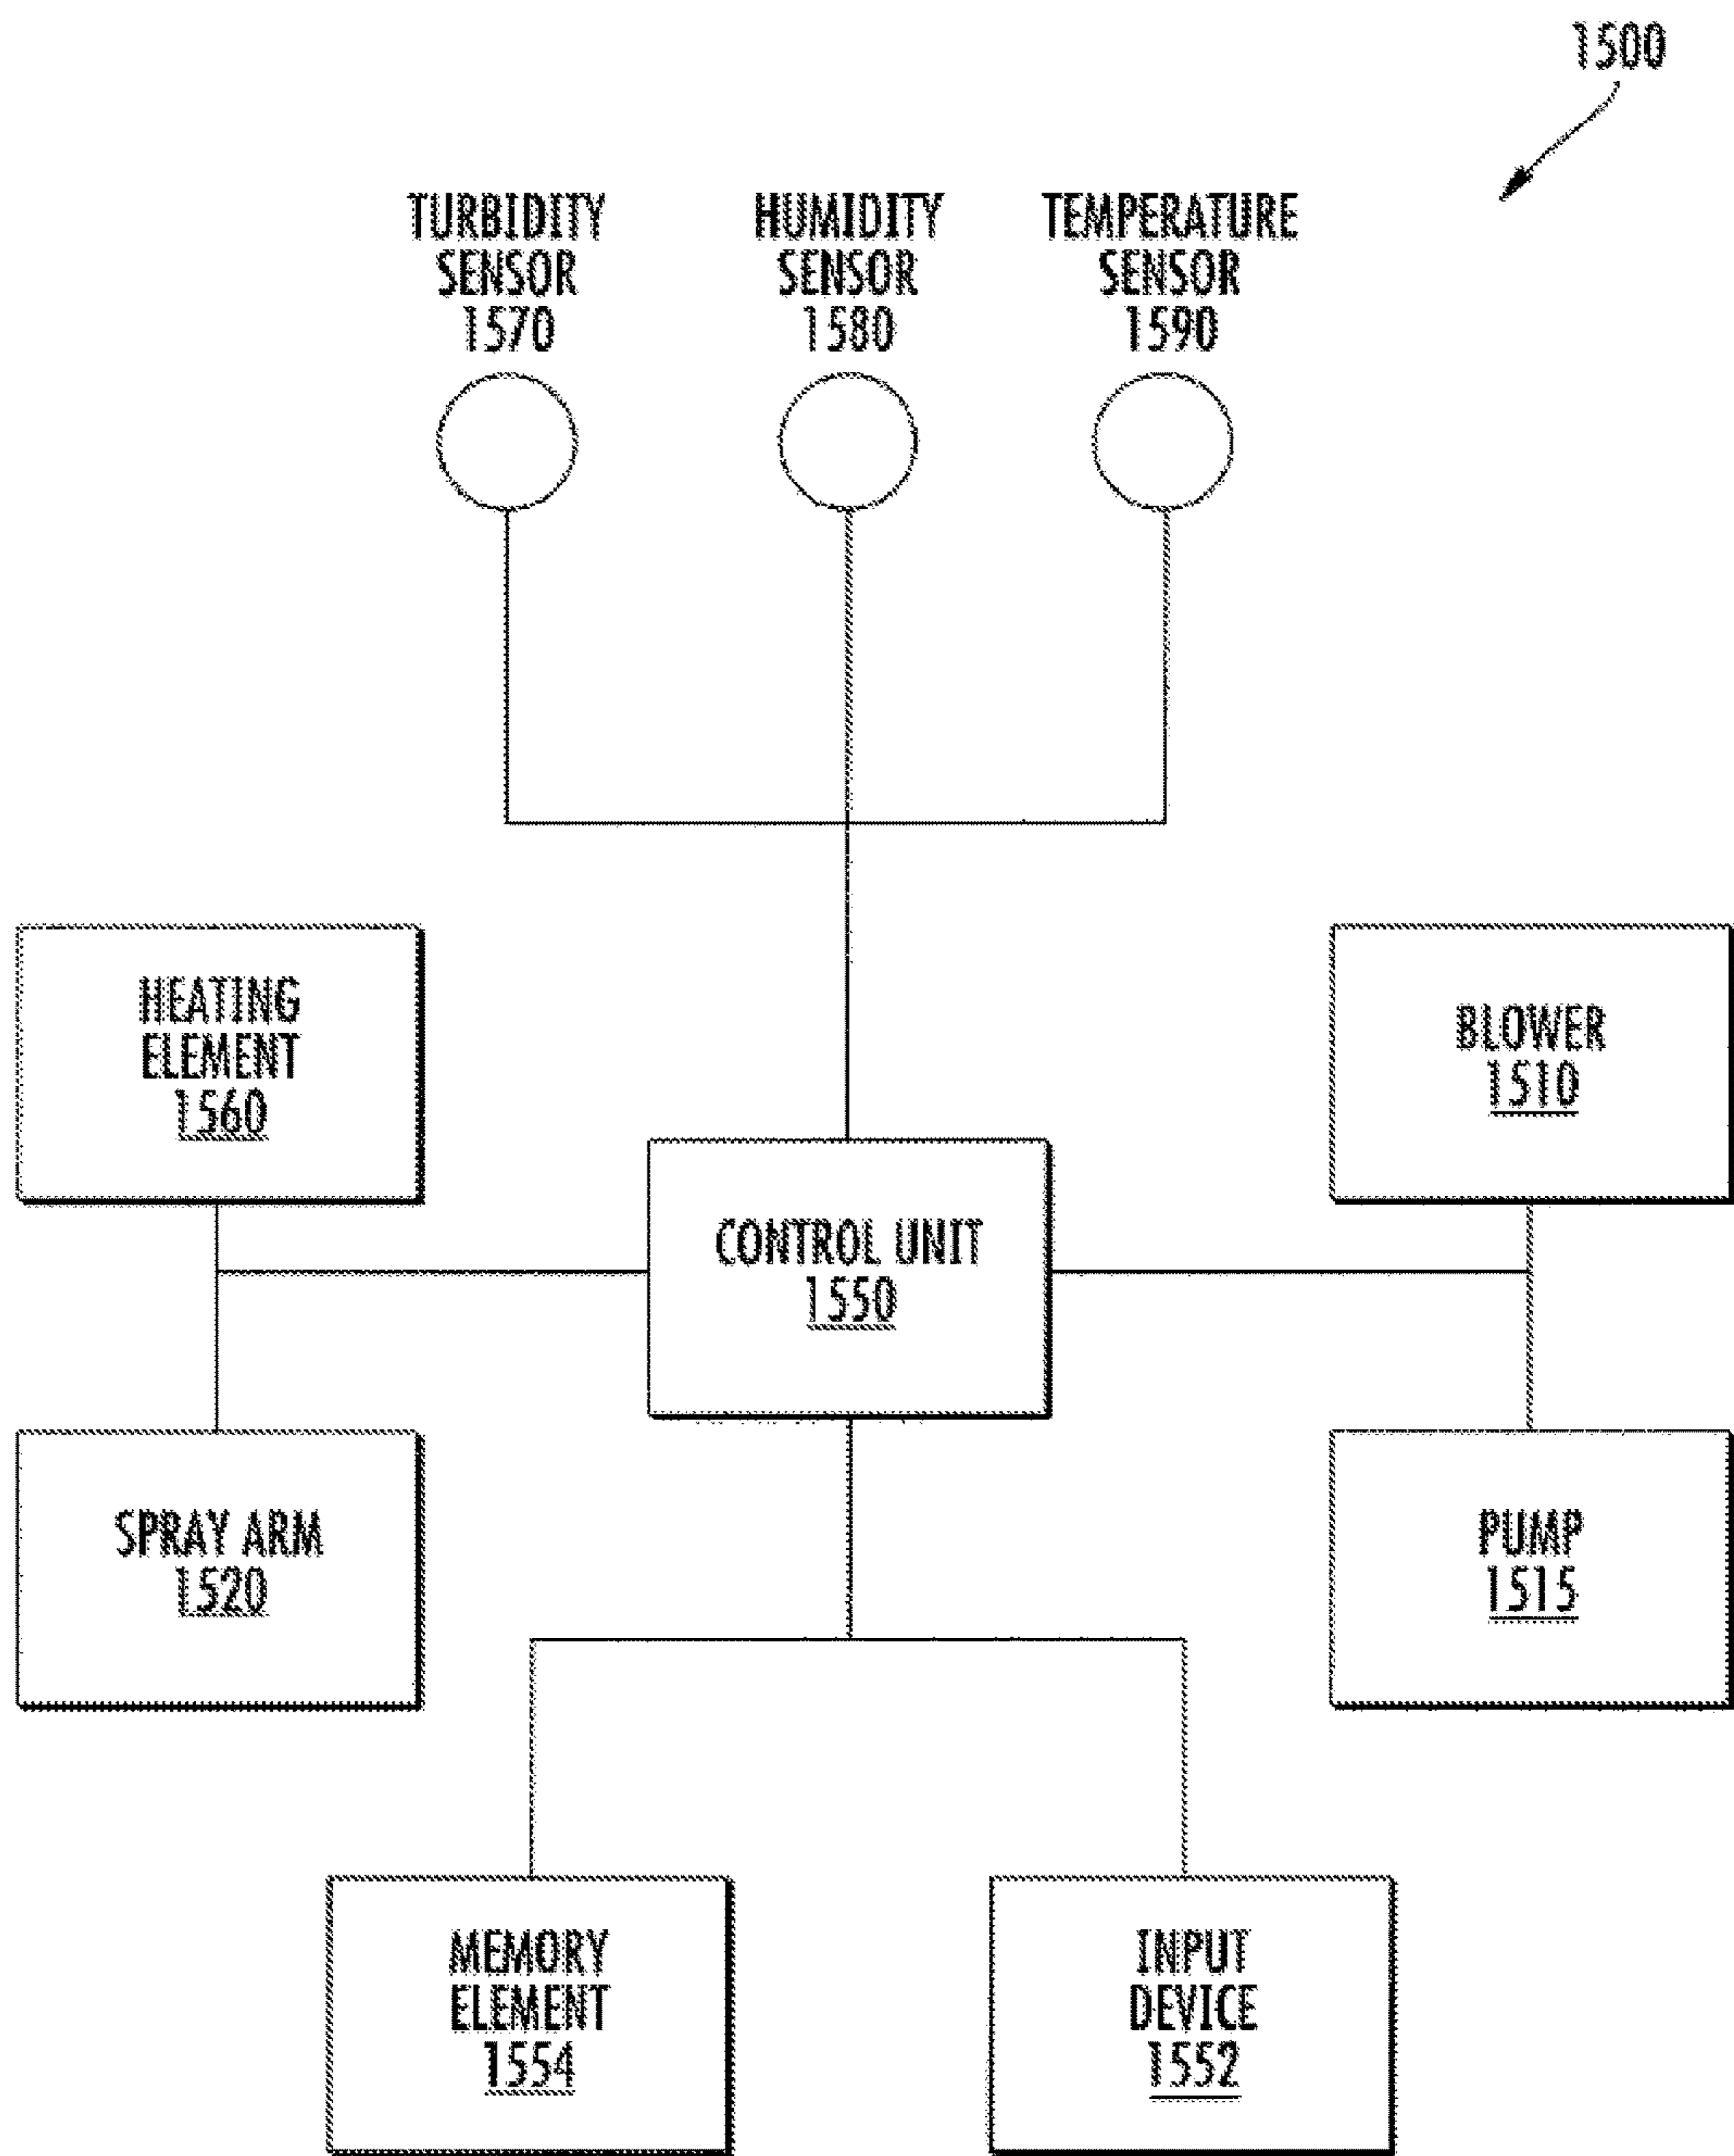 1500
TURBIDITY
SENSOR
1570
HUMIDITY
SENSOR
1580
TEMPERATURE
SENSOR
1590
HEATING
ELEMENT
1560
BLOWER
1510
CONTROL UNIT
1550
SPRAY ARM
1520
PUMP
1515
MEMORY
ELEMENT
1554
INPUT
DEVICE
1552